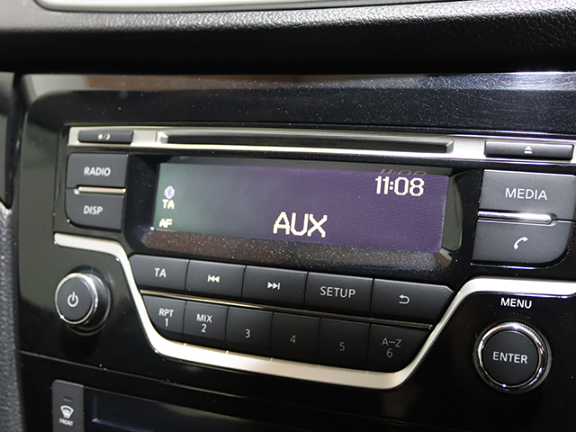 RADIO
11:08
MEDIA
DISP
TA
AF
AUX
TA
SETUP
MENU
RPT
1
MIX
2
3
4
5
A-Z
6
ENTER
FRONT